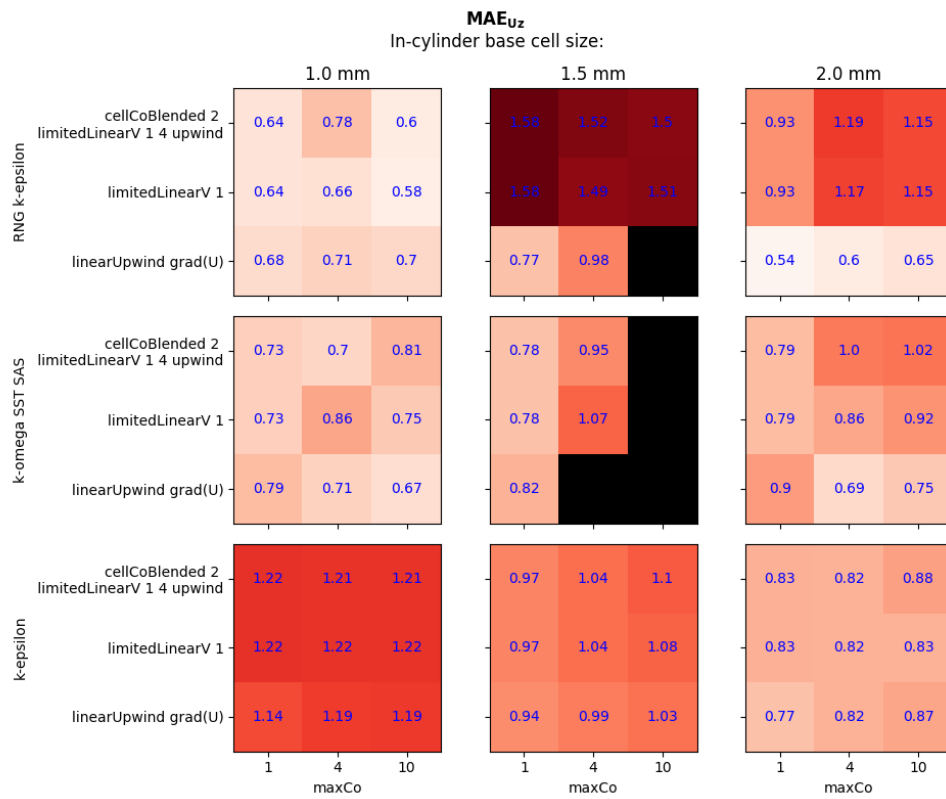 MAE_Uz
In-cylinder base cell size:
1.0 mm 1.5 mm 2.0 mm
RNG k-epsilon
cellCoBlended 2
limitedLinearV 1 4 upwind
0.64 0.78 0.6 1.58 1.52 1.5 0.93 1.19 1.15
limitedLinearV 1 0.64 0.66 0.58 1.58 1.49 1.51 0.93 1.17 1.15
linearUpwind grad(U) 0.68 0.71 0.7 0.77 0.98 0.54 0.6 0.65
k-omega SST SAS
cellCoBlended 2
limitedLinearV 1 4 upwind
0.73 0.7 0.81 0.78 0.95 0.79 1.0 1.02
limitedLinearV 1 0.73 0.86 0.75 0.78 1.07 0.79 0.86 0.92
linearUpwind grad(U) 0.79 0.71 0.67 0.82 0.9 0.69 0.75
k-epsilon
cellCoBlended 2
limitedLinearV 1 4 upwind
1.22 1.21 1.21 0.97 1.04 1.1 0.83 0.82 0.88
limitedLinearV 1 1.22 1.22 1.22 0.97 1.04 1.08 0.83 0.82 0.83
linearUpwind grad(U) 1.14 1.19 1.19 0.94 0.99 1.03 0.77 0.82 0.87
1 4 10 1 4 10 1 4 10
maxCo maxCo maxCo